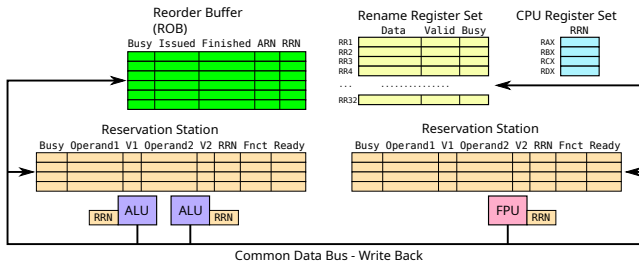 Reorder Buffer
(ROB)
Busy Issued Finished ARN RRN
Rename Register Set
Data Valid Busy
RR1
RR2
RR3
RR4
... ..............
RR32
CPU Register Set
RRN
RAX
RBX
RCX
RDX
Reservation Station
Busy Operand1 V1 Operand2 V2 RRN Fnct Ready
Reservation Station
Busy Operand1 V1 Operand2 V2 RRN Fnct Ready
RRN ALU
ALU RRN
FPU RRN
Common Data Bus - Write Back